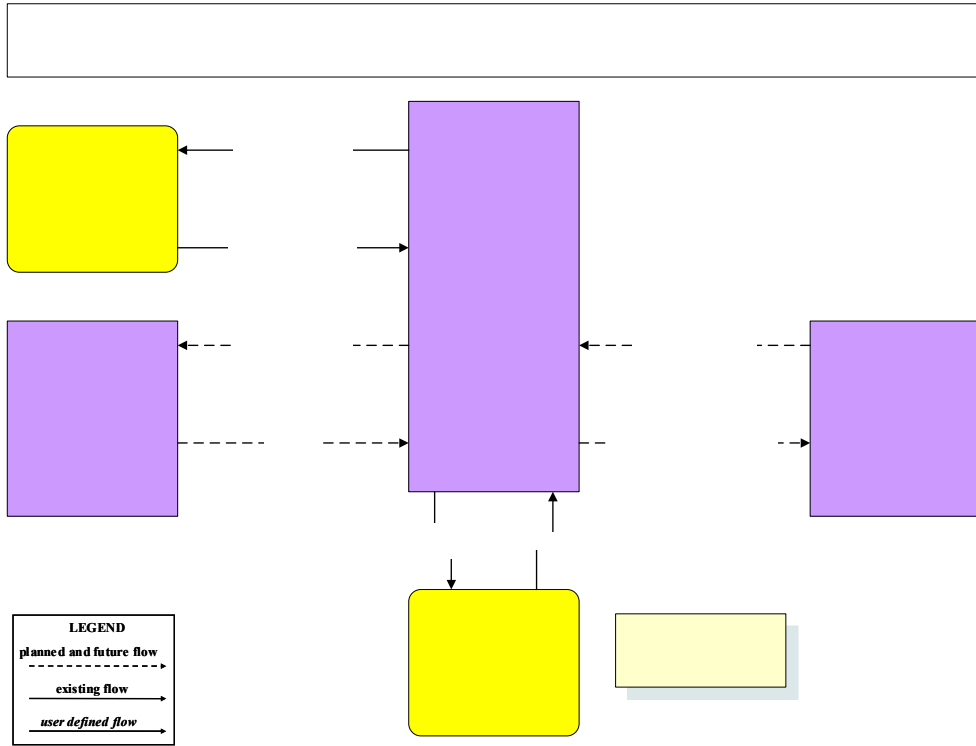 LEGEND
planned and future flow
existing flow
user defined flow